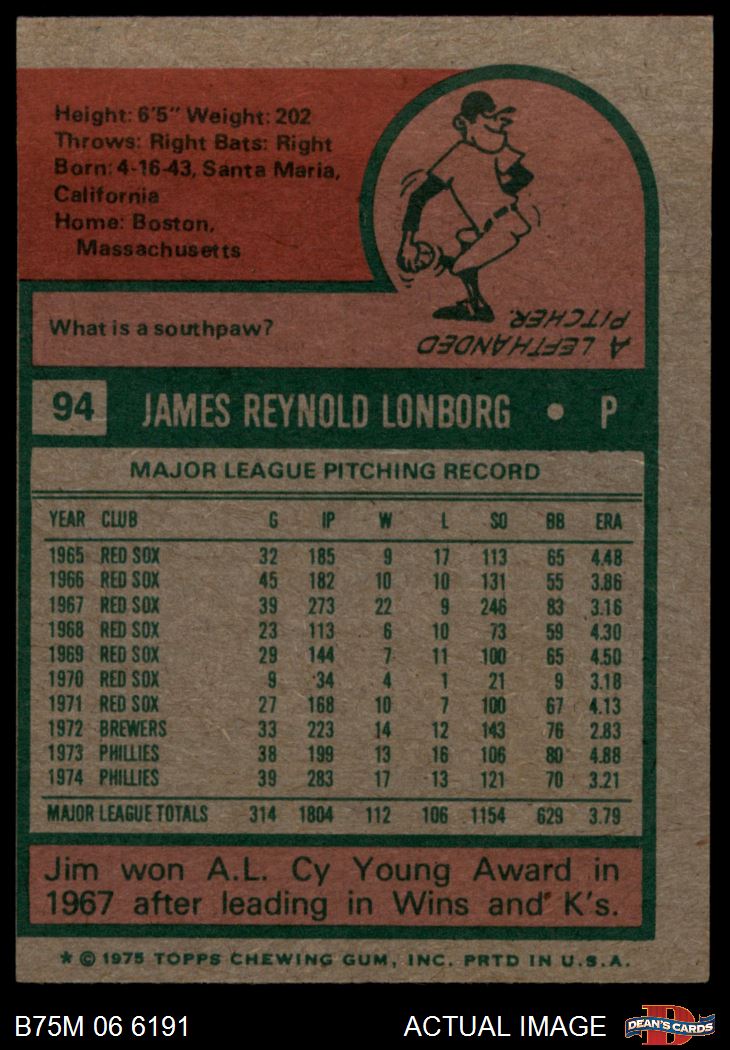 Height: 6'5" Weight: 202
Throws: Right Bats: Right
Born: 4-16-43, Santa Maria,
California
Home: Boston,
Massachusetts
What is a southpaw?
A LEFTHANDED
PITCHER.
94 JAMES REYNOLD LONBORG • P
MAJOR LEAGUE PITCHING RECORD
YEAR CLUB G IP W L SO BB ERA
1965 RED SOX 32 185 9 17 113 65 4.48
1966 RED SOX 45 182 10 10 131 55 3.86
1967 RED SOX 39 273 22 9 246 83 3.16
1968 RED SOX 23 113 6 10 73 59 4.30
1969 RED SOX 29 144 7 11 100 65 4.50
1970 RED SOX 9 34 4 1 21 9 3.18
1971 RED SOX 27 168 10 7 100 67 4.13
1972 BREWERS 33 223 14 12 143 76 2.83
1973 PHILLIES 38 199 13 16 106 80 4.88
1974 PHILLIES 39 283 17 13 121 70 3.21
MAJOR LEAGUE TOTALS 314 1804 112 106 1154 629 3.79
Jim won A.L. Cy Young Award in
1967 after leading in Wins and K's.
* © 1975 TOPPS CHEWING GUM, INC. PRTD IN U.S.A.
B75M 06 6191 ACTUAL IMAGE D DEAN'S CARDS